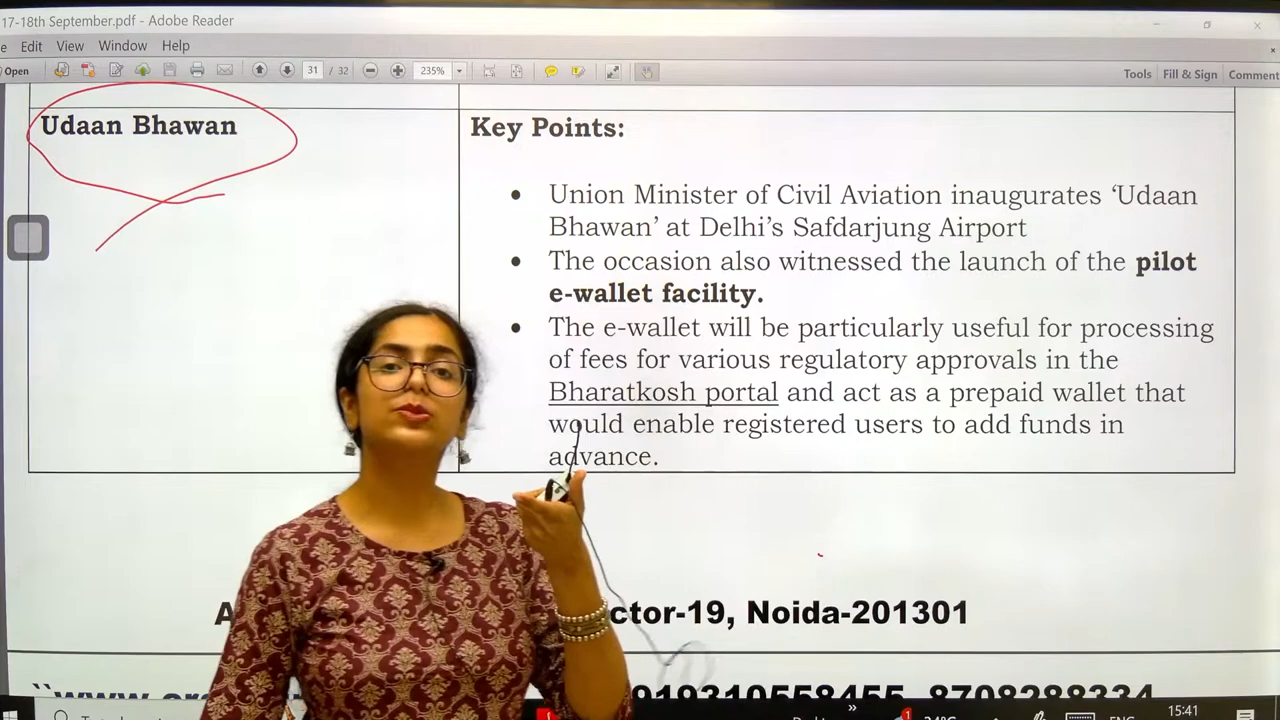 17-18th September.pdf - Adobe Reader
Edit View Window Help
Open 31 / 32 235% Tools Fill & Sign Comment
Udaan Bhawan
Key Points:
• Union Minister of Civil Aviation inaugurates ‘Udaan
Bhawan’ at Delhi’s Safdarjung Airport
• The occasion also witnessed the launch of the pilot
e-wallet facility.
• The e-wallet will be particularly useful for processing
of fees for various regulatory approvals in the
Bharatkosh portal and act as a prepaid wallet that
would enable registered users to add funds in
advance.
Noida-201301
8708288334
15:41